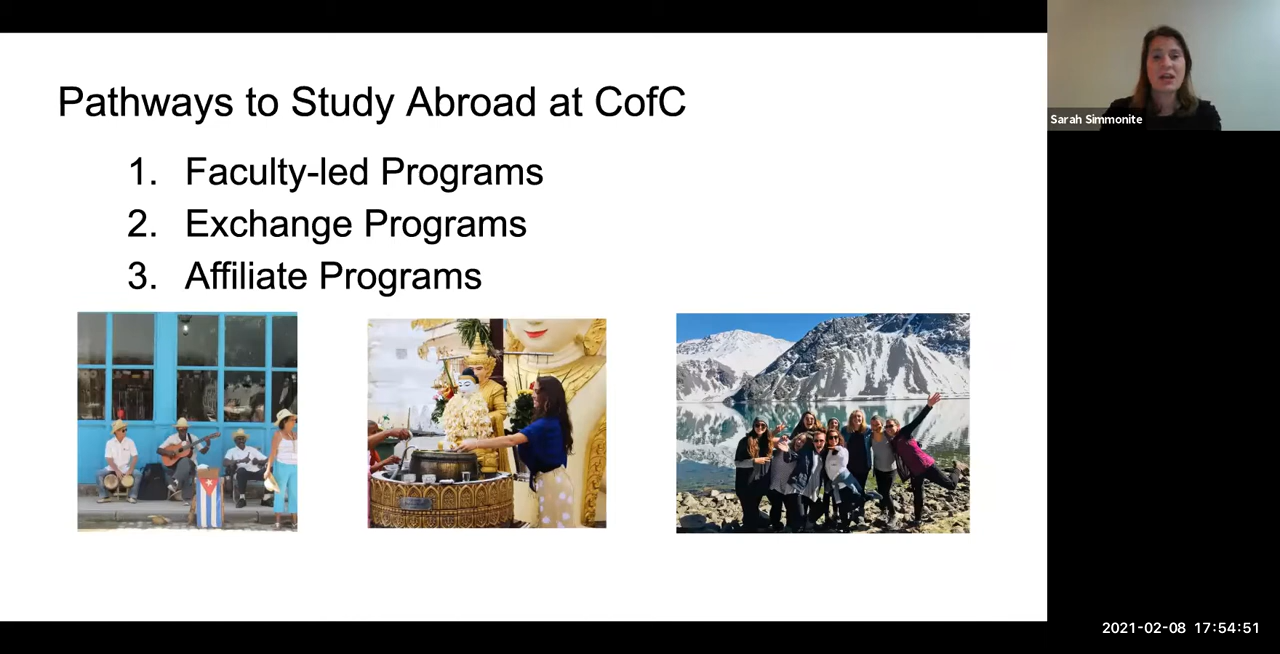 Pathways to Study Abroad at CofC
1. Faculty-led Programs
2. Exchange Programs
3. Affiliate Programs
Sarah Simmonite
2021-02-08 17:54:51